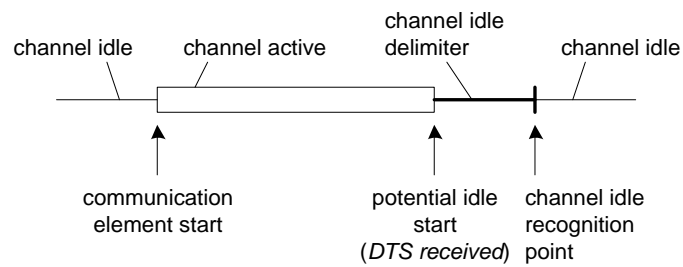 channel idle
channel active
channel idle
delimiter
channel idle
communication
element start
potential idle
start
(DTS received)
channel idle
recognition
point